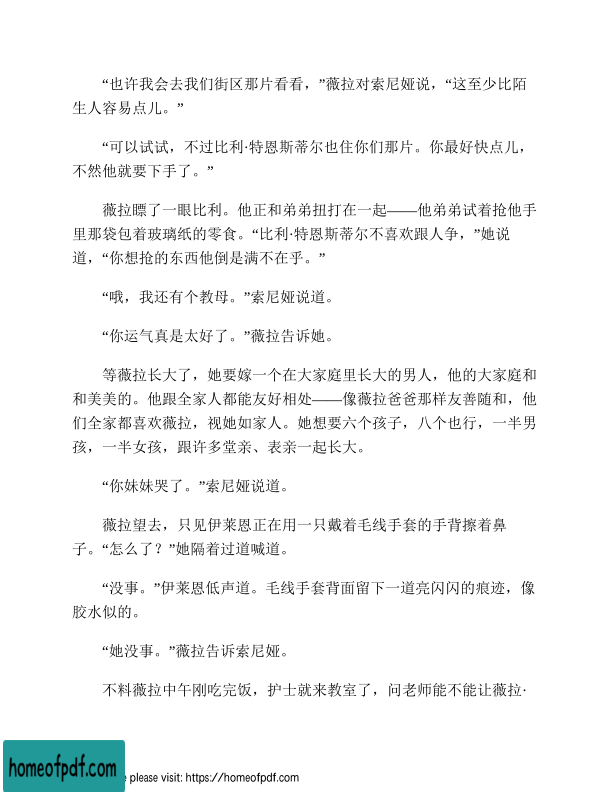 “也许我会去我们街区那片看看，”薇拉对索尼娅说，“这至少比陌
生人容易点儿。”
“可以试试，不过比利·特恩斯蒂尔也住你们那片。你最好快点儿，
不然他就要下手了。”
薇拉瞟了一眼比利。他正和弟弟扭打在一起——他弟弟试着抢他手
里那袋包着玻璃纸的零食。“比利·特恩斯蒂尔不喜欢跟人争，”她说
道，“你想抢的东西他倒是满不在乎。”
“哦，我还有个教母。”索尼娅说道。
“你运气真是太好了。”薇拉告诉她。
等薇拉长大了，她要嫁一个在大家庭里长大的男人，他的大家庭和
和美美的。他跟全家人都能友好相处——像薇拉爸爸那样友善随和，他
们全家都喜欢薇拉，视她如家人。她想要六个孩子，八个也行，一半男
孩，一半女孩，跟许多堂亲、表亲一起长大。
“你妹妹哭了。”索尼娅说道。
薇拉望去，只见伊莱恩正在用一只戴着毛线手套的手背擦着鼻
子。“怎么了？”她隔着过道喊道。
“没事。”伊莱恩低声道。毛线手套背面留下一道亮闪闪的痕迹，像
胶水似的。
“她没事。”薇拉告诉索尼娅。
不料薇拉中午刚吃完饭，护士就来教室了，问老师能不能让薇拉·
homeofpdf.com
e please visit: https://homeofpdf.com